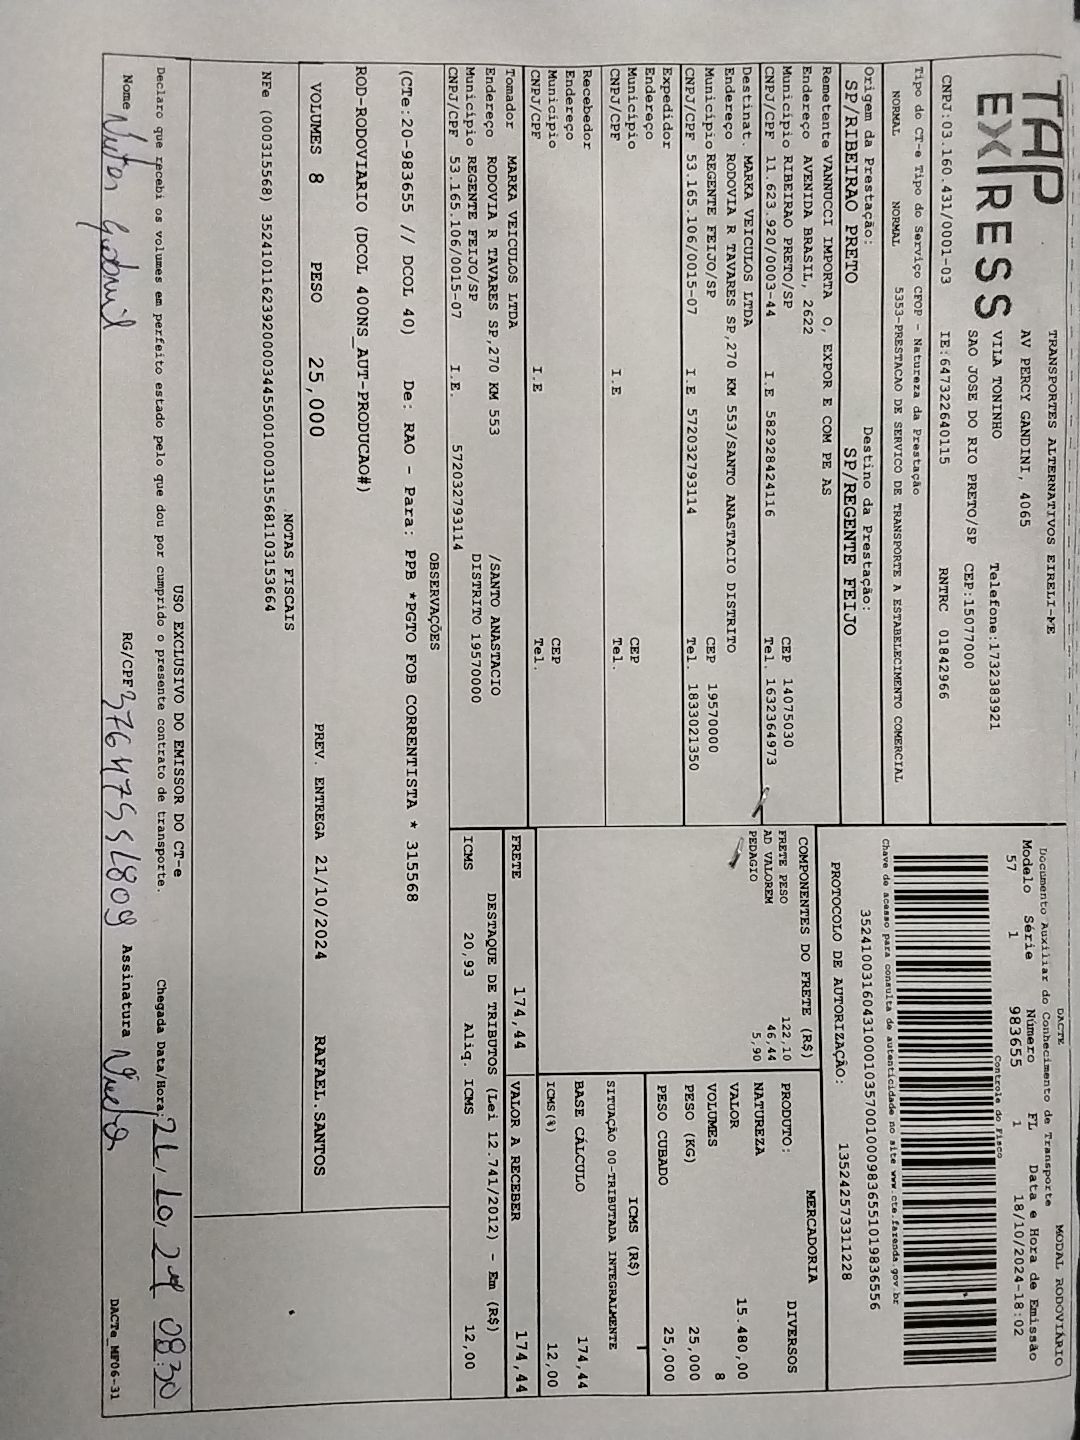 TAP
EXPRESS
TRANSPORTES ALTERNATIVOS EIRELI-ME
AV PERCY GANDINI, 4065
VILA TONINHO
Telefone:1732383921
SAO JOSE DO RIO PRETO/SP CEP:15077000
CNPJ:03.160.431/0001-03 IE:647322640115 RNTRC 01842966
DACTE MODAL RODOVIÁRIO
Documento Auxiliar do Conhecimento de Transporte
Modelo Série Número FL Data e Hora de Emissão
57 1 983655 1 18/10/2024-18:02
Controle do Fisco
Chave de acesso para consulta de autenticidade no site www.cte.fazenda.gov.br
35241003160431000103570010009836551019836556
PROTOCOLO DE AUTORIZAÇÃO: 135242573311228
Tipo do CT-e Tipo do Serviço CFOP - Natureza da Prestação
NORMAL NORMAL 5353-PRESTACAO DE SERVICO DE TRANSPORTE A ESTABELECIMENTO COMERCIAL
Origem da Prestação: Destino da Prestação:
SP/RIBEIRAO PRETO SP/REGENTE FEIJO
Remetente VANNUCCI IMPORTA O, EXPOR E COM PE AS
Endereço AVENIDA BRASIL, 2622
Município RIBEIRAO PRETO/SP CEP 14075030
CNPJ/CPF 11.623.920/0003-44 I.E 582928424116 Tel. 1632364973
Destinat. MARKA VEICULOS LTDA
Endereço RODOVIA R TAVARES SP,270 KM 553/SANTO ANASTACIO DISTRITO
Município REGENTE FEIJO/SP CEP 19570000
CNPJ/CPF 53.165.106/0015-07 I.E 572032793114 Tel. 1833021350
Expedidor
Endereço
Município CEP
CNPJ/CPF I.E Tel.
Recebedor
Endereço
Município CEP
CNPJ/CPF I.E Tel.
Tomador MARKA VEICULOS LTDA
Endereço RODOVIA R TAVARES SP,270 KM 553 /SANTO ANASTACIO
Município REGENTE FEIJO/SP DISTRITO 19570000
CNPJ/CPF 53.165.106/0015-07 I.E. 572032793114
COMPONENTES DO FRETE (R$)
FRETE PESO 122,10
AD VALOREM 46,44
PEDAGIO 5,90
MERCADORIA
PRODUTO: DIVERSOS
NATUREZA
VALOR 15.480,00
VOLUMES 8
PESO (KG) 25,000
PESO CUBADO 25,000
ICMS (R$)
SITUAÇÃO 00-TRIBUTADA INTEGRALMENTE
BASE CÁLCULO 174,44
ICMS(%) 12,00
FRETE 174,44 VALOR A RECEBER 174,44
DESTAQUE DE TRIBUTOS (Lei 12.741/2012) - Em (R$)
ICMS 20,93 Aliq. ICMS 12,00
OBSERVAÇÕES
(CTe:20-983655 // DCOL 40) De: RAO - Para: PPB *PGTO FOB CORRENTISTA * 315568
ROD-RODOVIARIO (DCOL 400NS_AUT-PRODUCAO#)
VOLUMES 8 PESO 25,000 PREV. ENTREGA 21/10/2024 RAFAEL.SANTOS
NOTAS FISCAIS
NFe (000315568) 35241011623920000344550010003155681103153664
USO EXCLUSIVO DO EMISSOR DO CT-e
Declaro que recebi os volumes em perfeito estado pelo que dou por cumprido o presente contrato de transporte. Chegada Data/Hora: 21/10/24 08:30
Nome RG/CPF 37647551809 Assinatura
DACTe_MF06-31